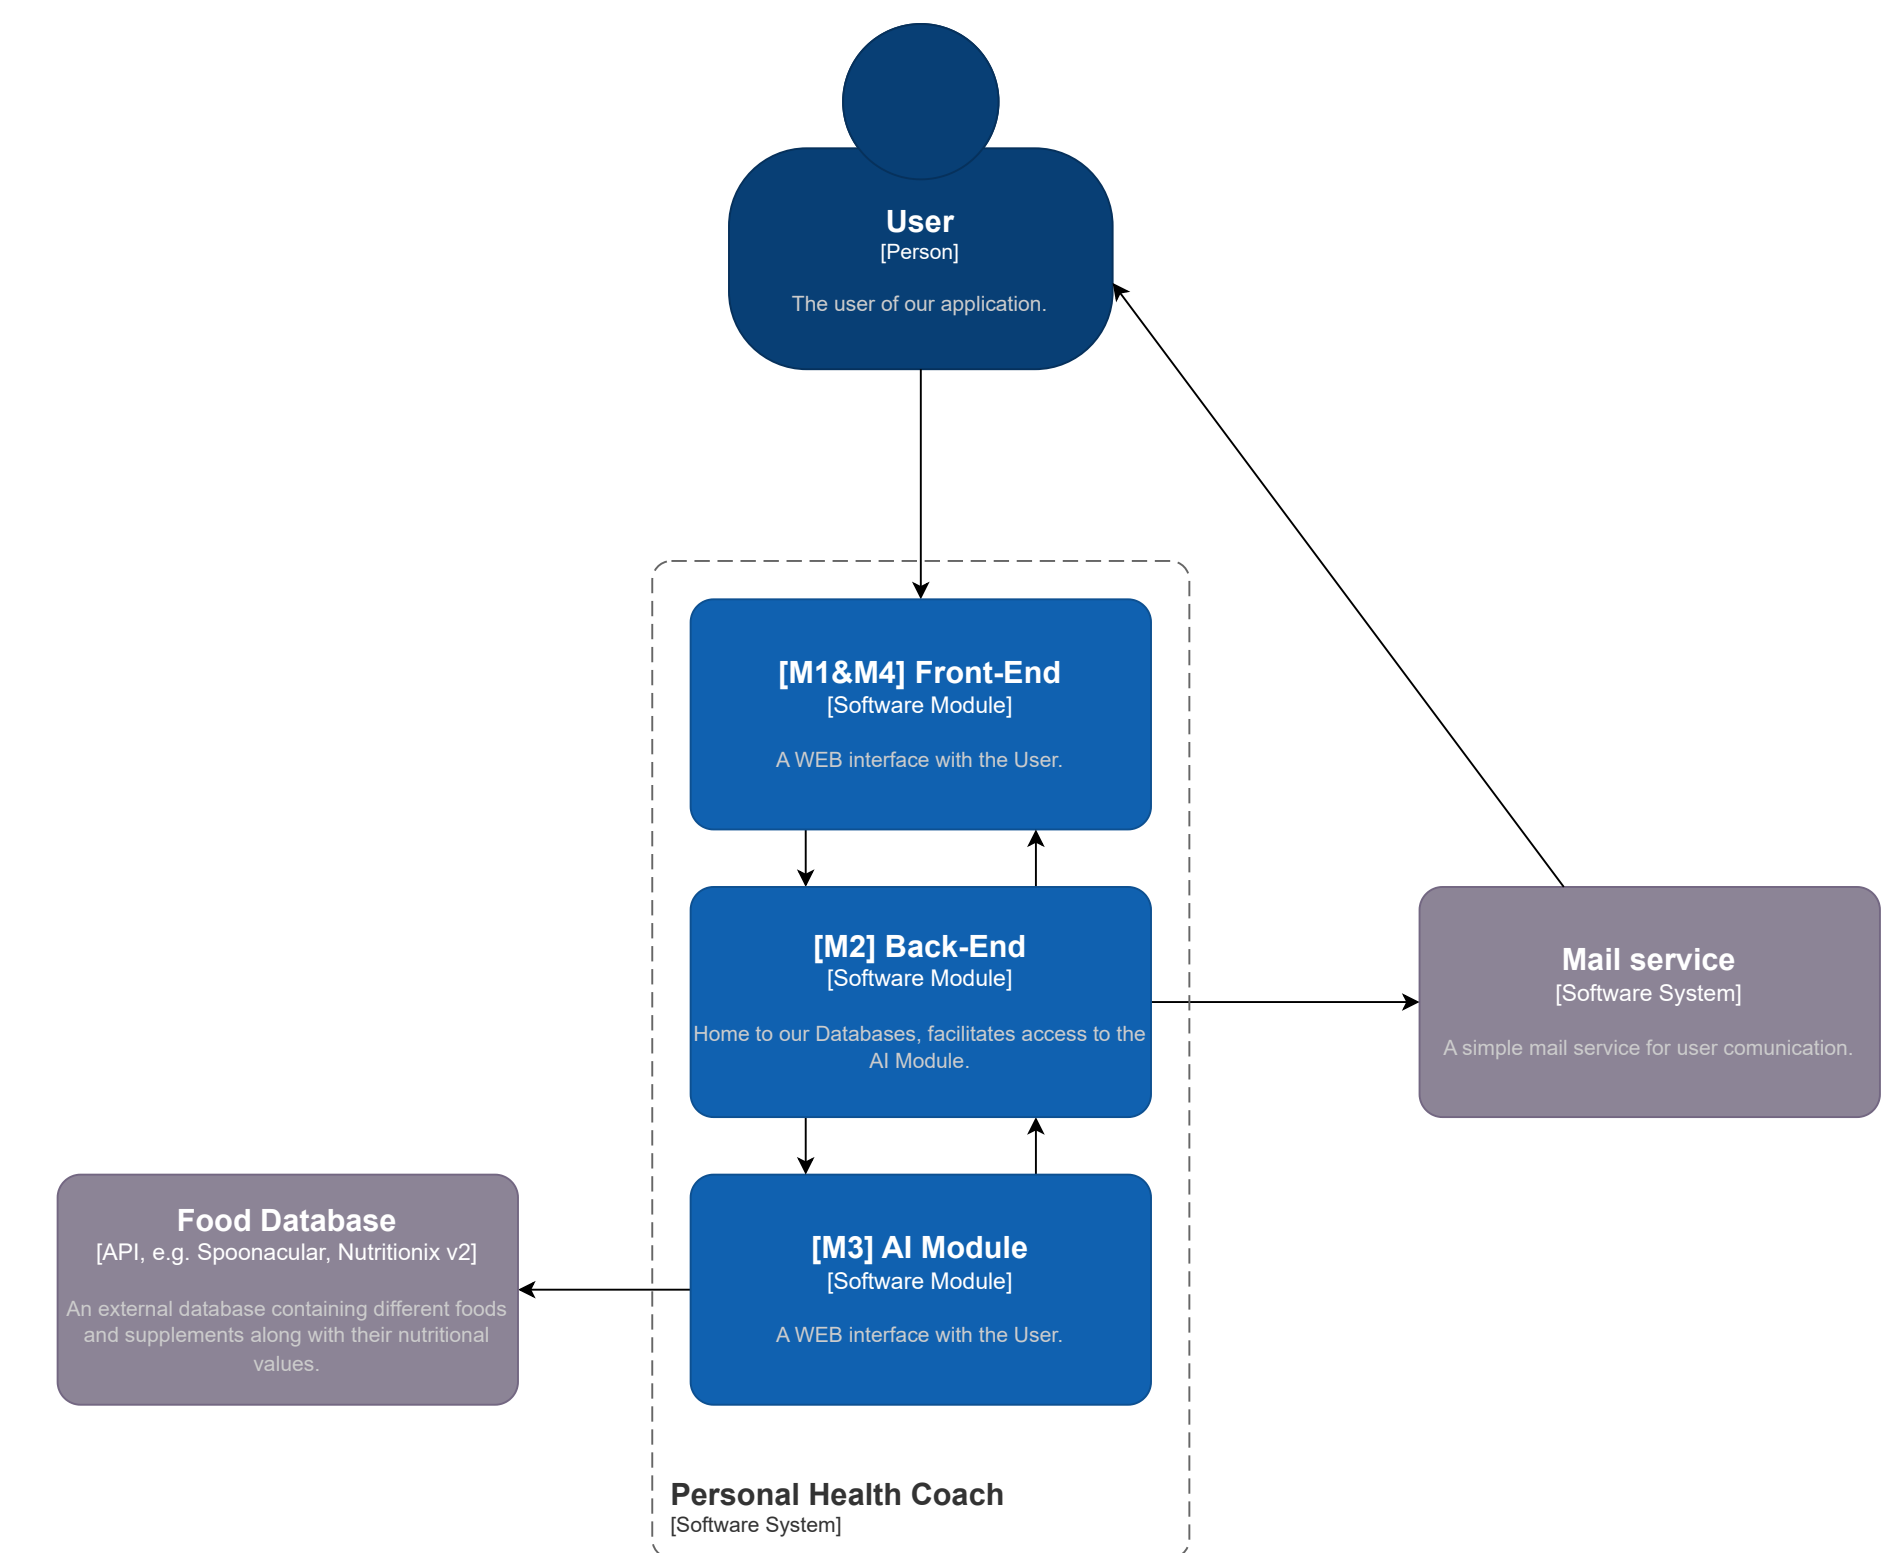 User
[Person]
The user of our application.
[M1&M4] Front-End
[Software Module]
A WEB interface with the User.
[M2] Back-End
[Software Module]
Home to our Databases, facilitates access to the
AI Module.
Mail service
[Software System]
A simple mail service for user comunication.
Food Database
[API, e.g. Spoonacular, Nutritionix v2]
An external database containing different foods
and supplements along with their nutritional
values.
[M3] AI Module
[Software Module]
A WEB interface with the User.
Personal Health Coach
[Software System]